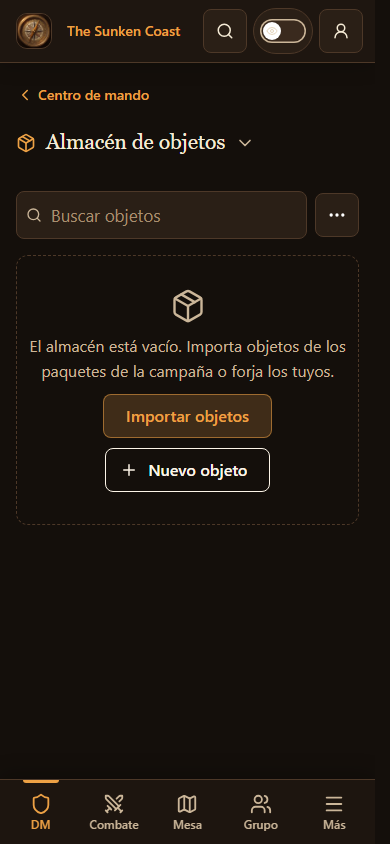 The Sunken Coast
Centro de mando
Almacén de objetos
Buscar objetos
El almacén está vacío. Importa objetos de los
paquetes de la campaña o forja los tuyos.
Importar objetos
Nuevo objeto
DM
Combate
Mesa
Grupo
Más